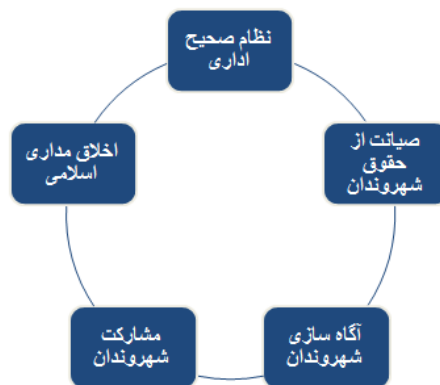 نظام صحیح
اداری
صیانت از
حقوق
شهروندان
آگاه سازی
شهروندان
مشارکت
شهروندان
اخلاق مداری
اسلامی